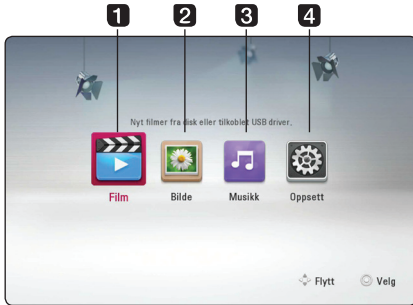 1 2 3 4
Nyt filmer fra disk eller tilkoblet USB driver.
Film Bilde Musikk Oppsett
Flytt Velg